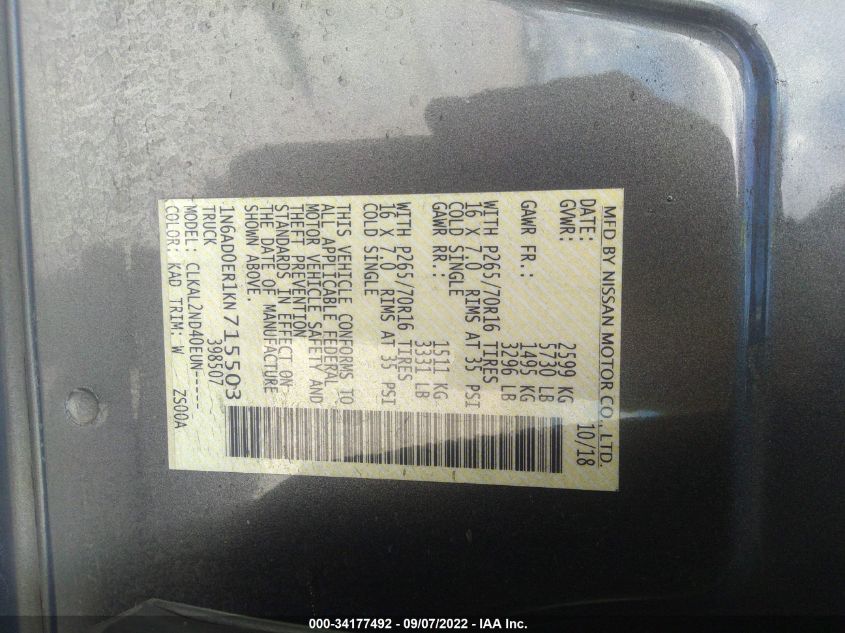 MFD BY NISSAN MOTOR CO., LTD.
DATE: 10/18
GVWR: 2599 KG
5730 LB
GAWR FR.: 1495 KG
3296 LB
WITH P265/70R16 TIRES
16 X 7.0 RIMS AT 35 PSI
COLD SINGLE
GAWR RR.: 1511 KG
3331 LB
WITH P265/70R16 TIRES
16 X 7.0 RIMS AT 35 PSI
COLD SINGLE
THIS VEHICLE CONFORMS TO
ALL APPLICABLE FEDERAL
MOTOR VEHICLE SAFETY AND
THEFT PREVENTION
STANDARDS IN EFFECT ON
THE DATE OF MANUFACTURE
SHOWN ABOVE.
1N6AD0ER1KN715503
TRUCK 398507
MODEL: CLKAL2ND40EUN-----
COLOR: KAD TRIM: W ZS00A
000-34177492 - 09/07/2022 - IAA Inc.